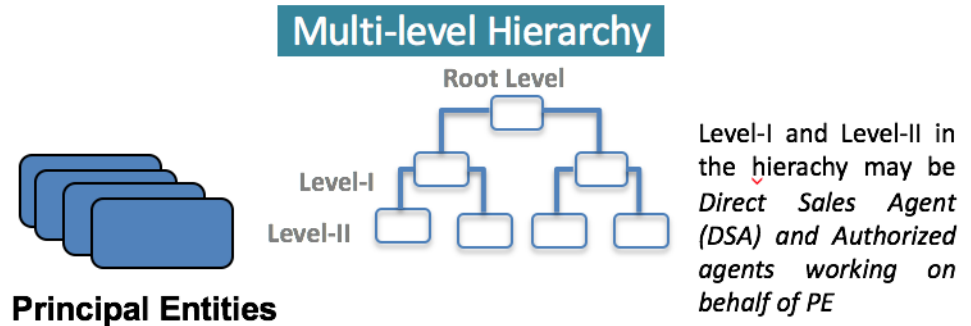 Multi-level Hierarchy
Root Level
Level-I
Level-II
Principal Entities
Level-I and Level-II in
the hierachy may be
Direct Sales Agent
(DSA) and Authorized
agents working on
behalf of PE